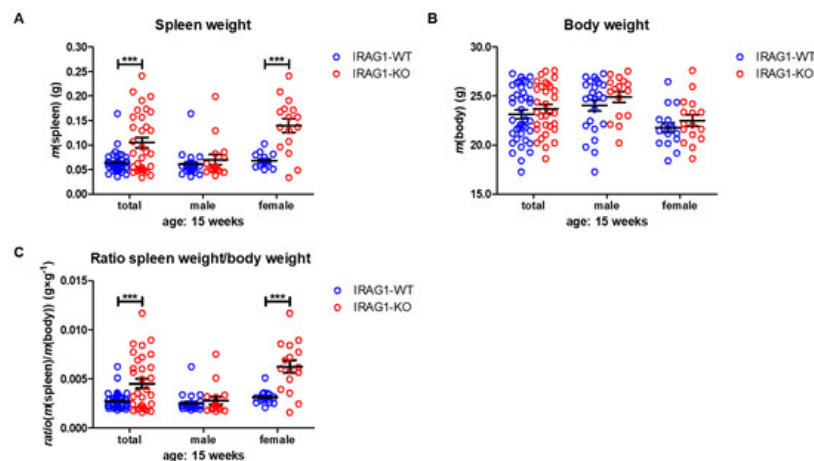 A
Spleen weight
m(spleen) (g)
0.30
0.25
0.20
0.15
0.10
0.05
0.00
***
***
total
male
female
age: 15 weeks
IRAG1-WT
IRAG1-KO
B
Body weight
m(body) (g)
30.0
25.0
20.0
15.0
total
male
female
age: 15 weeks
IRAG1-WT
IRAG1-KO
C
Ratio spleen weight/body weight
ratio(m(spleen)/m(body)) (g×g⁻¹)
0.015
0.010
0.005
0.000
***
***
total
male
female
age: 15 weeks
IRAG1-WT
IRAG1-KO